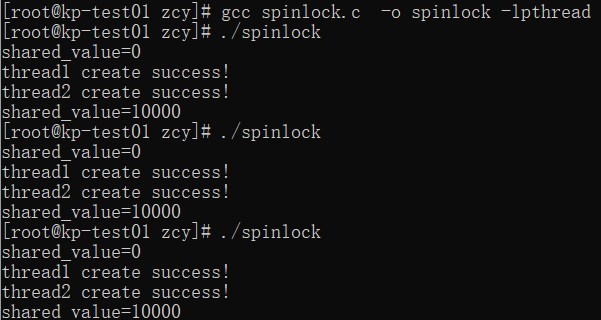 [root@kp-test01 zcy]# gcc spinlock.c  -o spinlock -lpthread
[root@kp-test01 zcy]# ./spinlock
shared_value=0
thread1 create success!
thread2 create success!
shared_value=10000
[root@kp-test01 zcy]# ./spinlock
shared_value=0
thread1 create success!
thread2 create success!
shared_value=10000
[root@kp-test01 zcy]# ./spinlock
shared_value=0
thread1 create success!
thread2 create success!
shared_value=10000